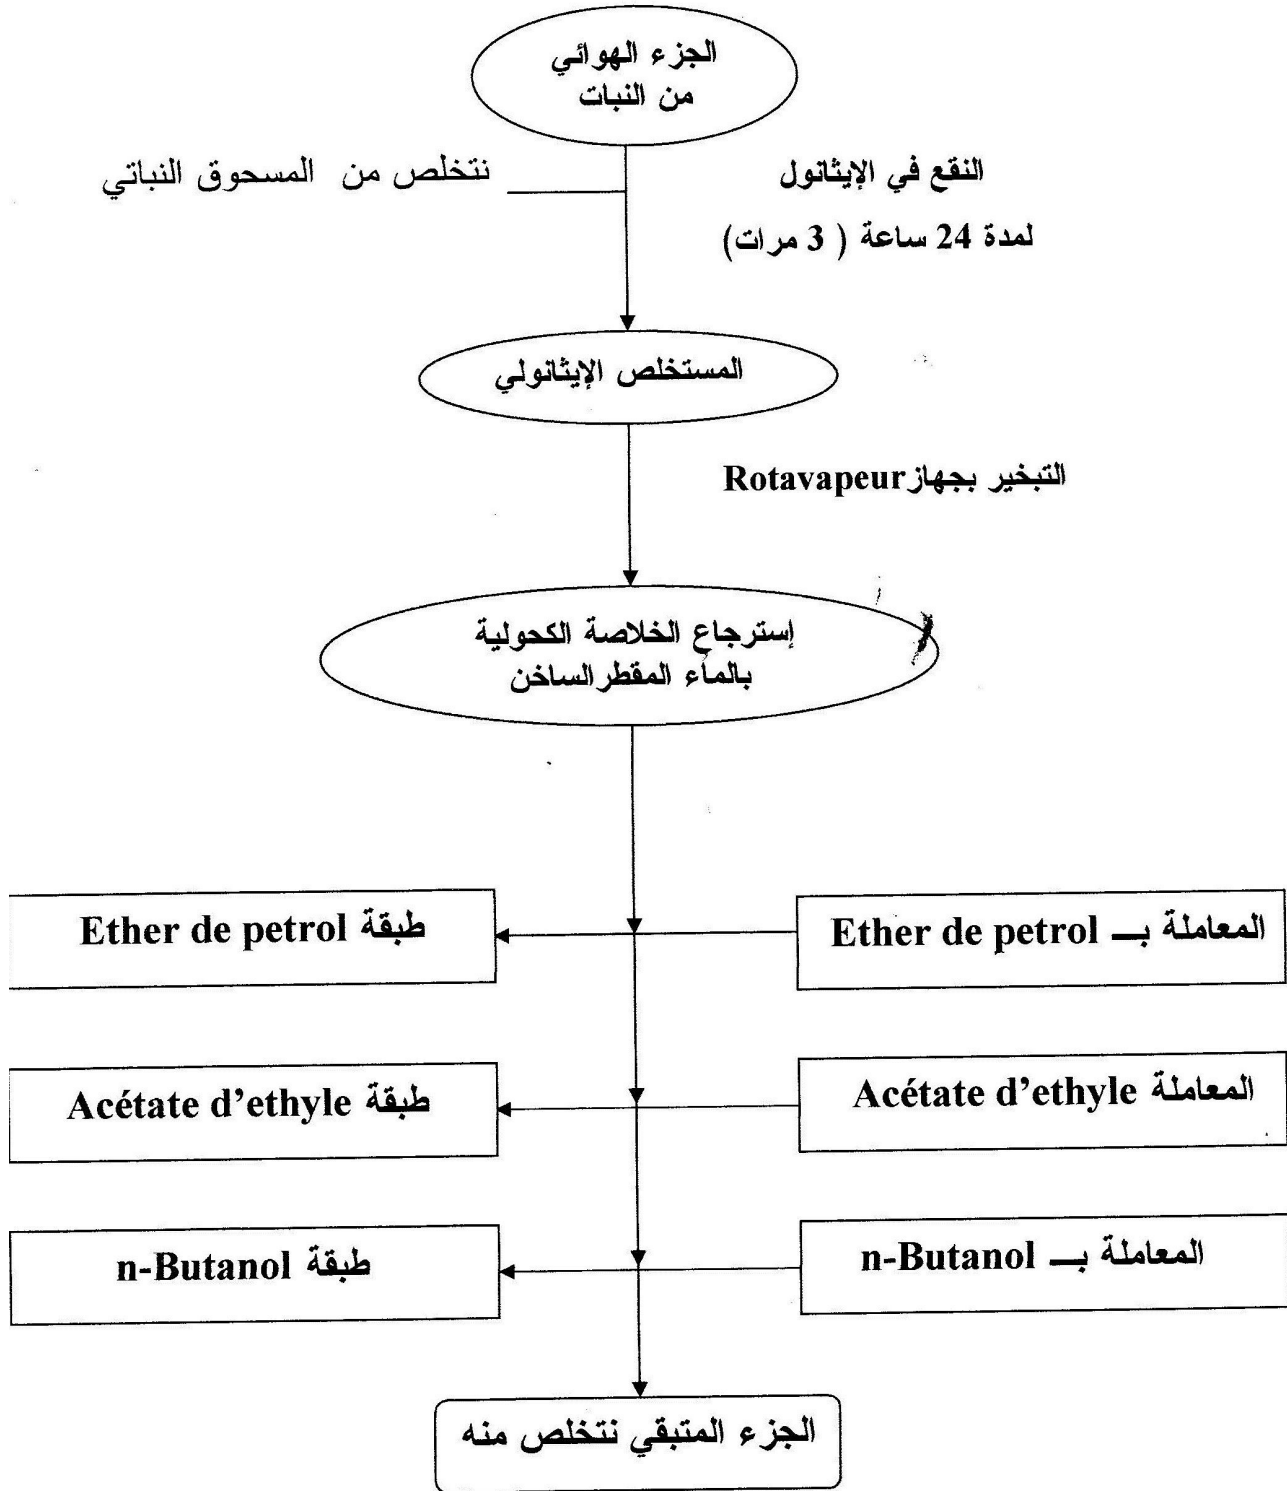 الجزء الهوائي
من النبات
النقع في الإيثانول
لمدة 24 ساعة ( 3 مرات)
نتخلص من المسحوق النباتي
المستخلص الإيثانولي
التبخير بجهاز Rotavapeur
إسترجاع الخلاصة الكحولية
بالماء المقطر الساخن
المعاملة بـــ Ether de petrol
طبقة Ether de petrol
المعاملة Acétate d’ethyle
طبقة Acétate d’ethyle
المعاملة بـــ n-Butanol
طبقة n-Butanol
الجزء المتبقي نتخلص منه